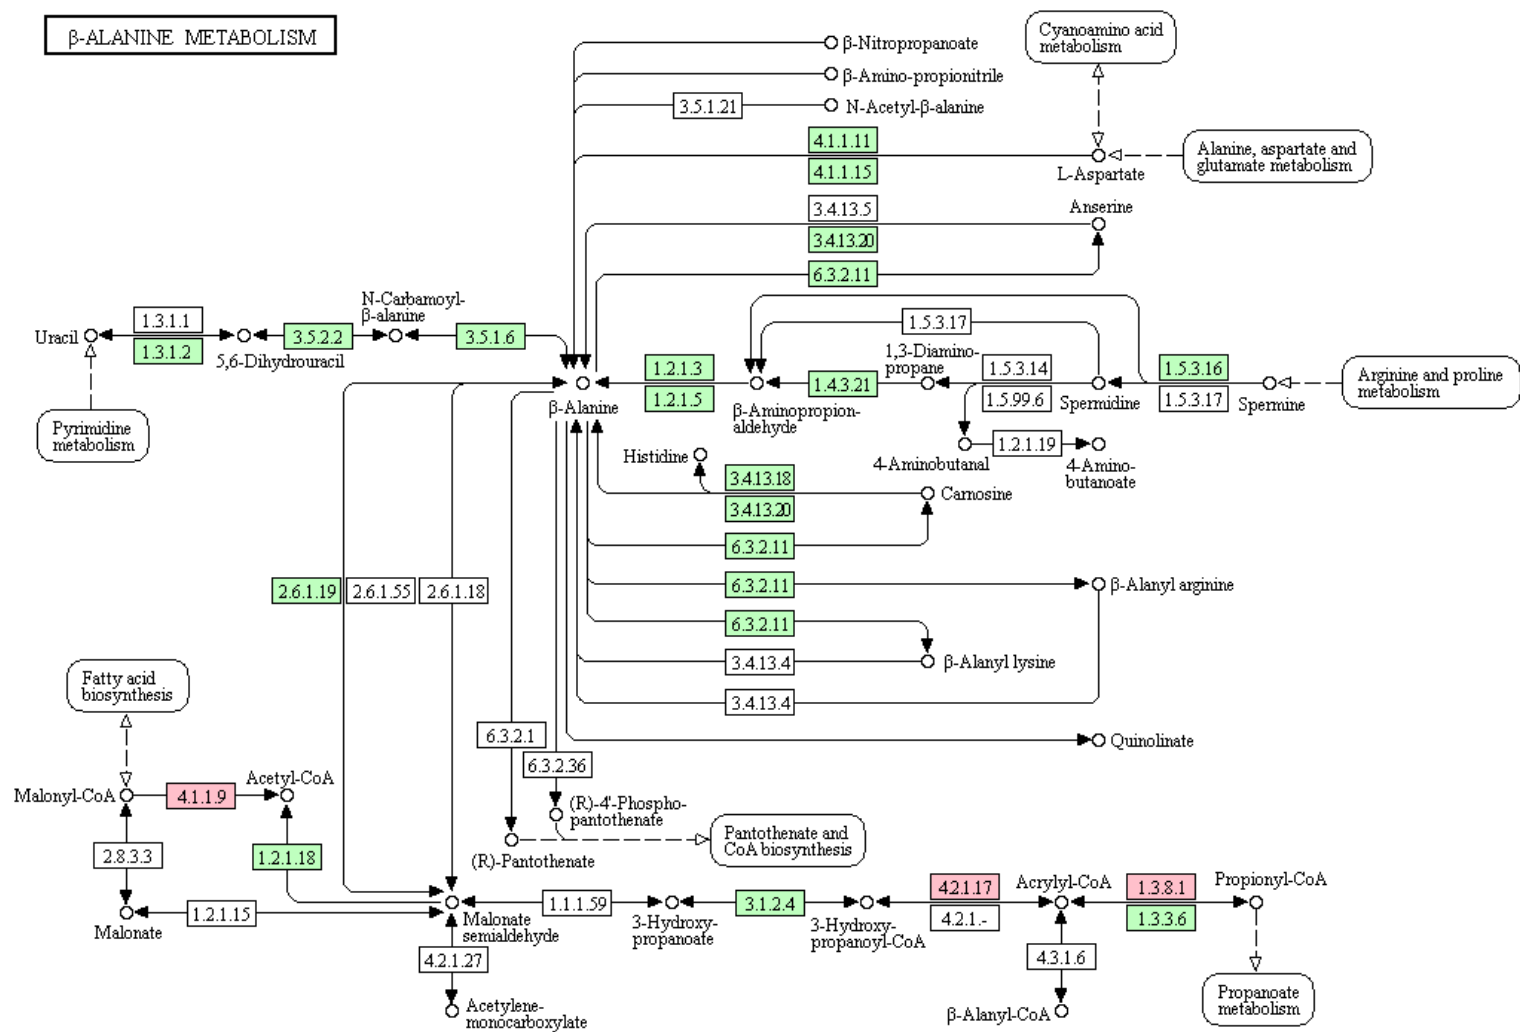 β-ALANINE METABOLISM
β-Nitropropanoate
Cyanoamino acid
metabolism
β-Amino-propionitrile
3.5.1.21
N-Acetyl-β-alanine
4.1.1.11
4.1.1.15
L-Aspartate
Alanine, aspartate and
glutamate metabolism
3.4.13.5
3.4.13.20
Anserine
6.3.2.11
Uracil
1.3.1.1
1.3.1.2
5,6-Dihydrouracil
3.5.2.2
N-Carbamoyl-
β-alanine
3.5.1.6
1.5.3.17
Pyrimidine
metabolism
β-Alanine
1.2.1.3
1.2.1.5
β-Aminopropion-
aldehyde
1.4.3.21
1,3-Diamino-
propane
1.5.3.14
1.5.99.6
Spermidine
1.5.3.16
1.5.3.17
Spermine
Arginine and proline
metabolism
4-Aminobutanal
1.2.1.19
4-Amino-
butanoate
Histidine
3.4.13.18
3.4.13.20
Carnosine
6.3.2.11
2.6.1.19
2.6.1.55
2.6.1.18
6.3.2.11
β-Alanyl arginine
6.3.2.11
3.4.13.4
β-Alanyl lysine
3.4.13.4
Fatty acid
biosynthesis
6.3.2.1
Quinolinate
6.3.2.36
Malonyl-CoA
4.1.1.9
Acetyl-CoA
(R)-4'-Phospho-
pantothenate
(R)-Pantothenate
Pantothenate and
CoA biosynthesis
2.8.3.3
1.2.1.18
Malonate
1.2.1.15
Malonate
semialdehyde
1.1.1.59
3-Hydroxy-
propanoate
3.1.2.4
3-Hydroxy-
propanoyl-CoA
4.2.1.17
4.2.1.-
Acrylyl-CoA
1.3.8.1
1.3.3.6
Propionyl-CoA
4.2.1.27
4.3.1.6
Acetylene-
monocarboxylate
β-Alanyl-CoA
Propanoate
metabolism